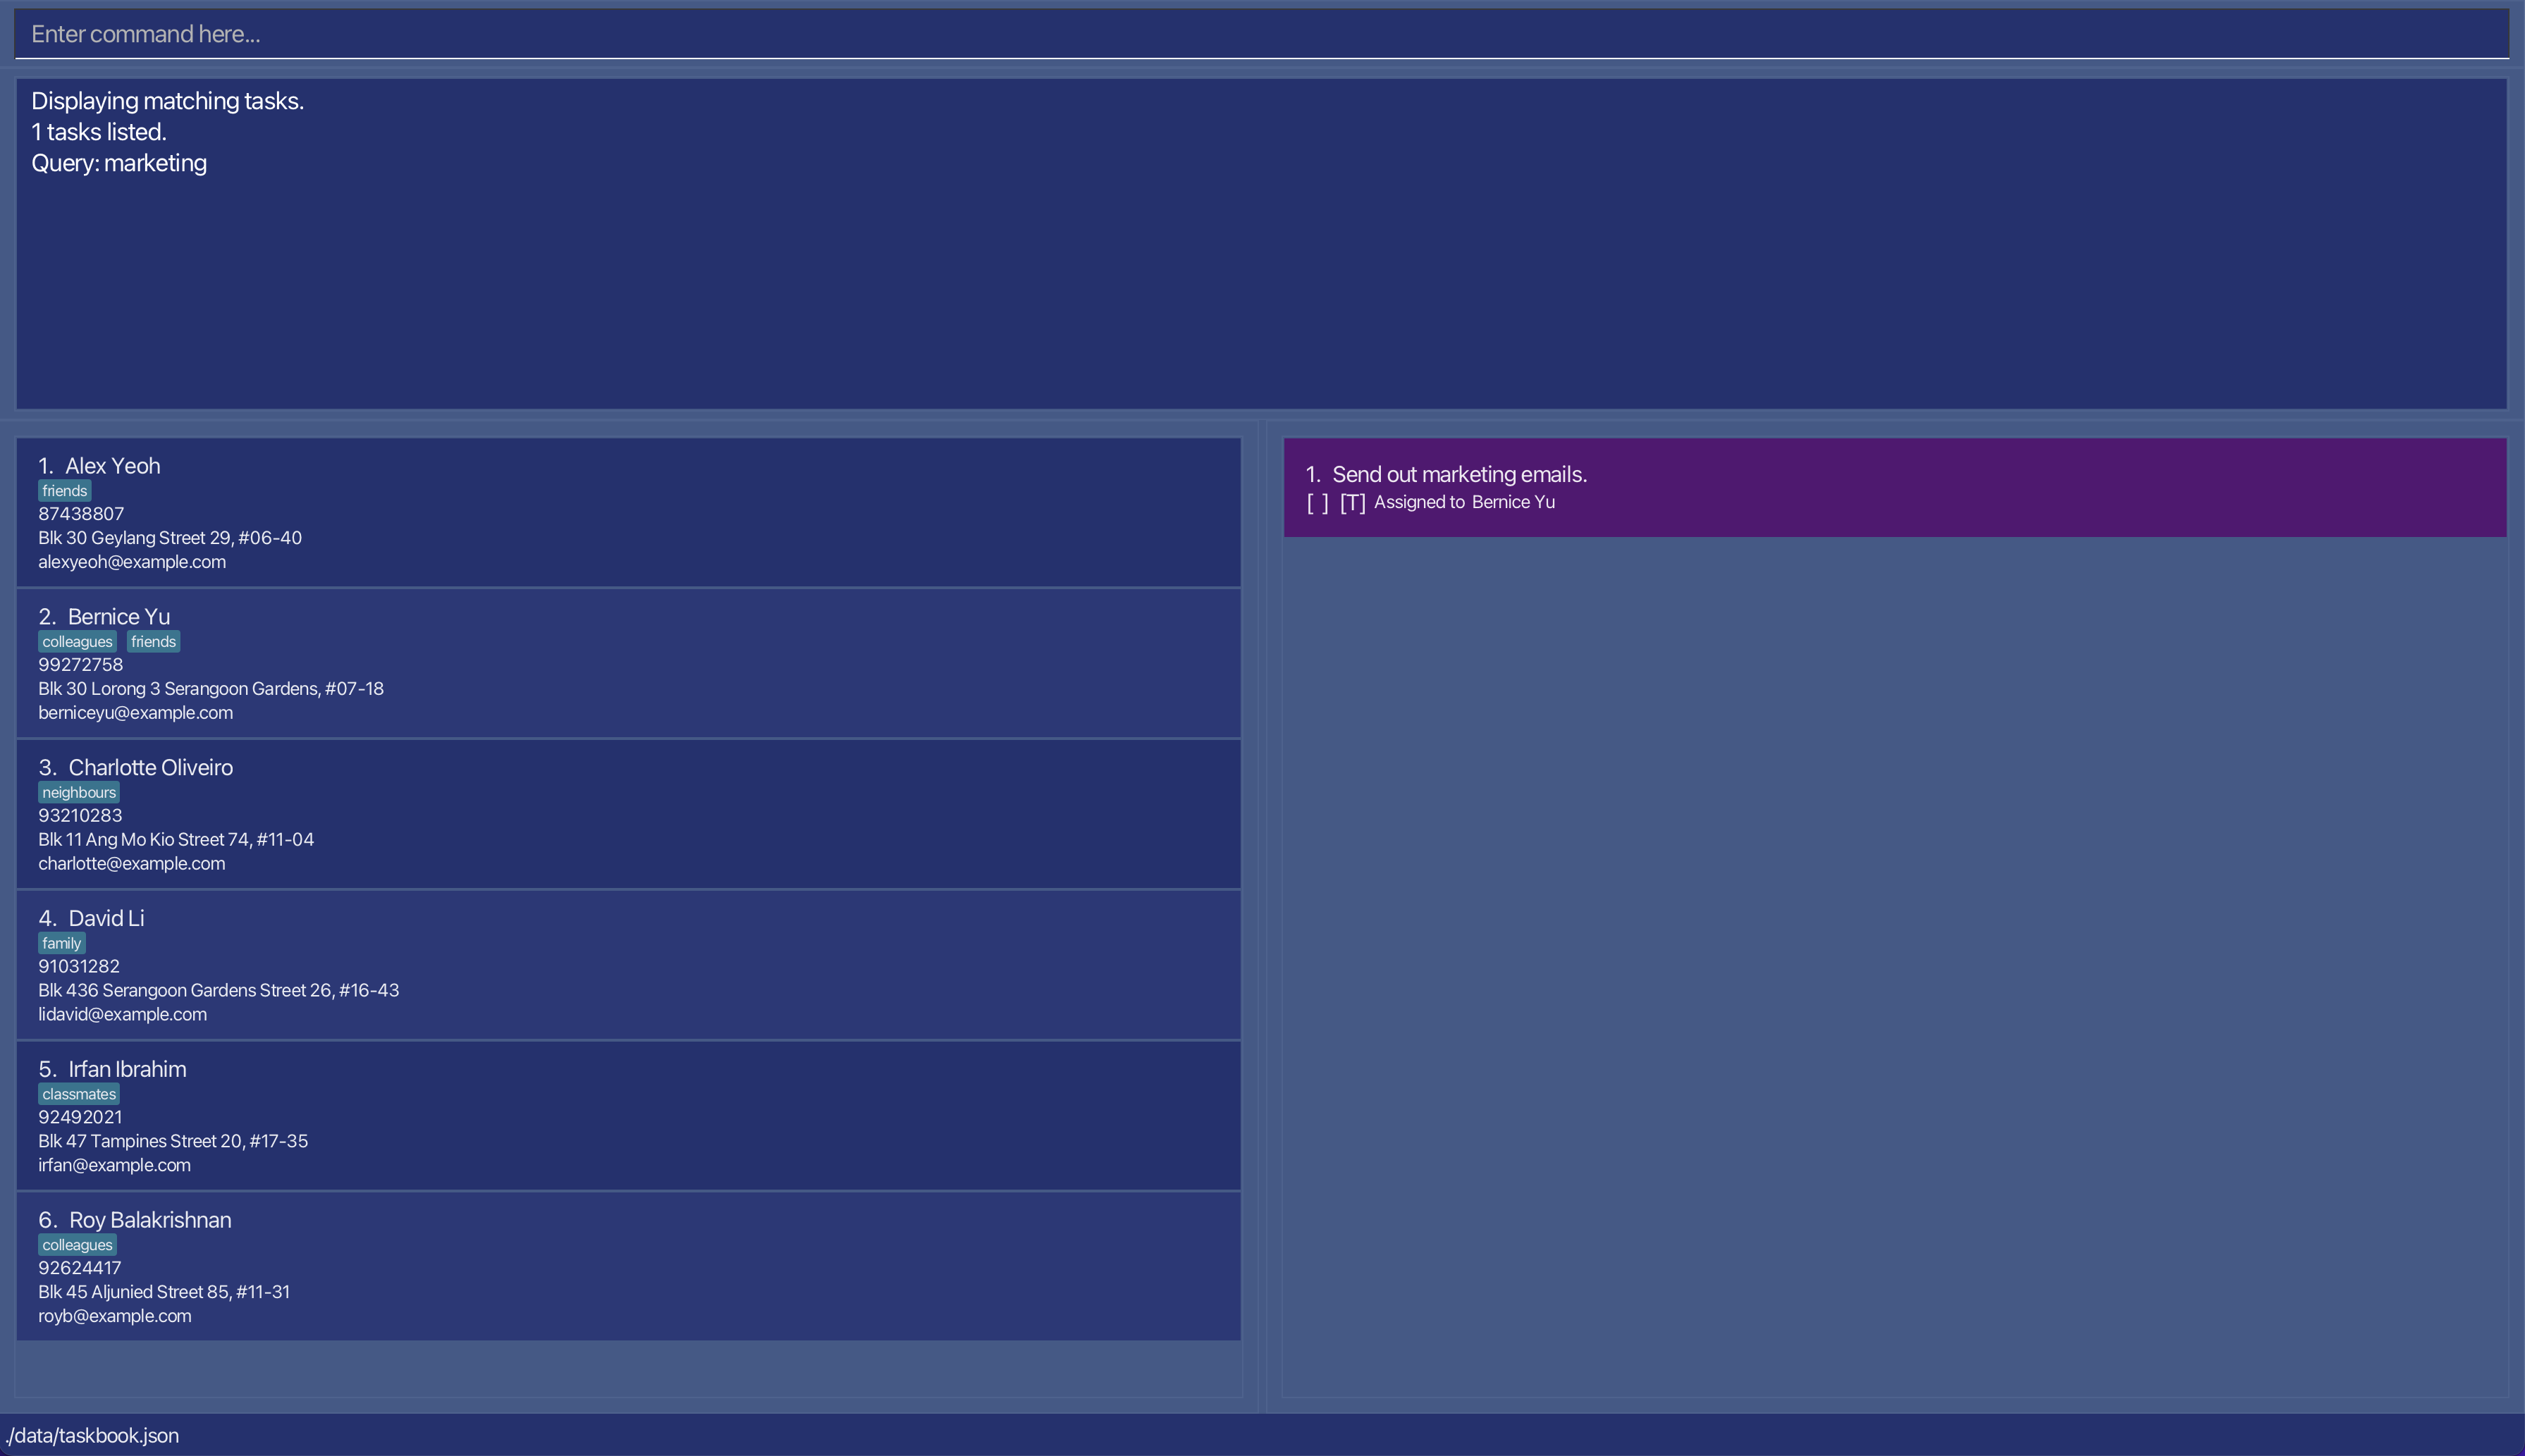 Enter command here...
Displaying matching tasks.
1 tasks listed.
Query: marketing
1. Alex Yeoh
friends
87438807
Blk 30 Geylang Street 29, #06-40
alexyeoh@example.com
2. Bernice Yu
colleagues friends
99272758
Blk 30 Lorong 3 Serangoon Gardens, #07-18
berniceyu@example.com
3. Charlotte Oliveiro
neighbours
93210283
Blk 11 Ang Mo Kio Street 74, #11-04
charlotte@example.com
4. David Li
family
91031282
Blk 436 Serangoon Gardens Street 26, #16-43
lidavid@example.com
5. Irfan Ibrahim
classmates
92492021
Blk 47 Tampines Street 20, #17-35
irfan@example.com
6. Roy Balakrishnan
colleagues
92624417
Blk 45 Aljunied Street 85, #11-31
royb@example.com
1. Send out marketing emails.
[ ] [T] Assigned to Bernice Yu
./data/taskbook.json